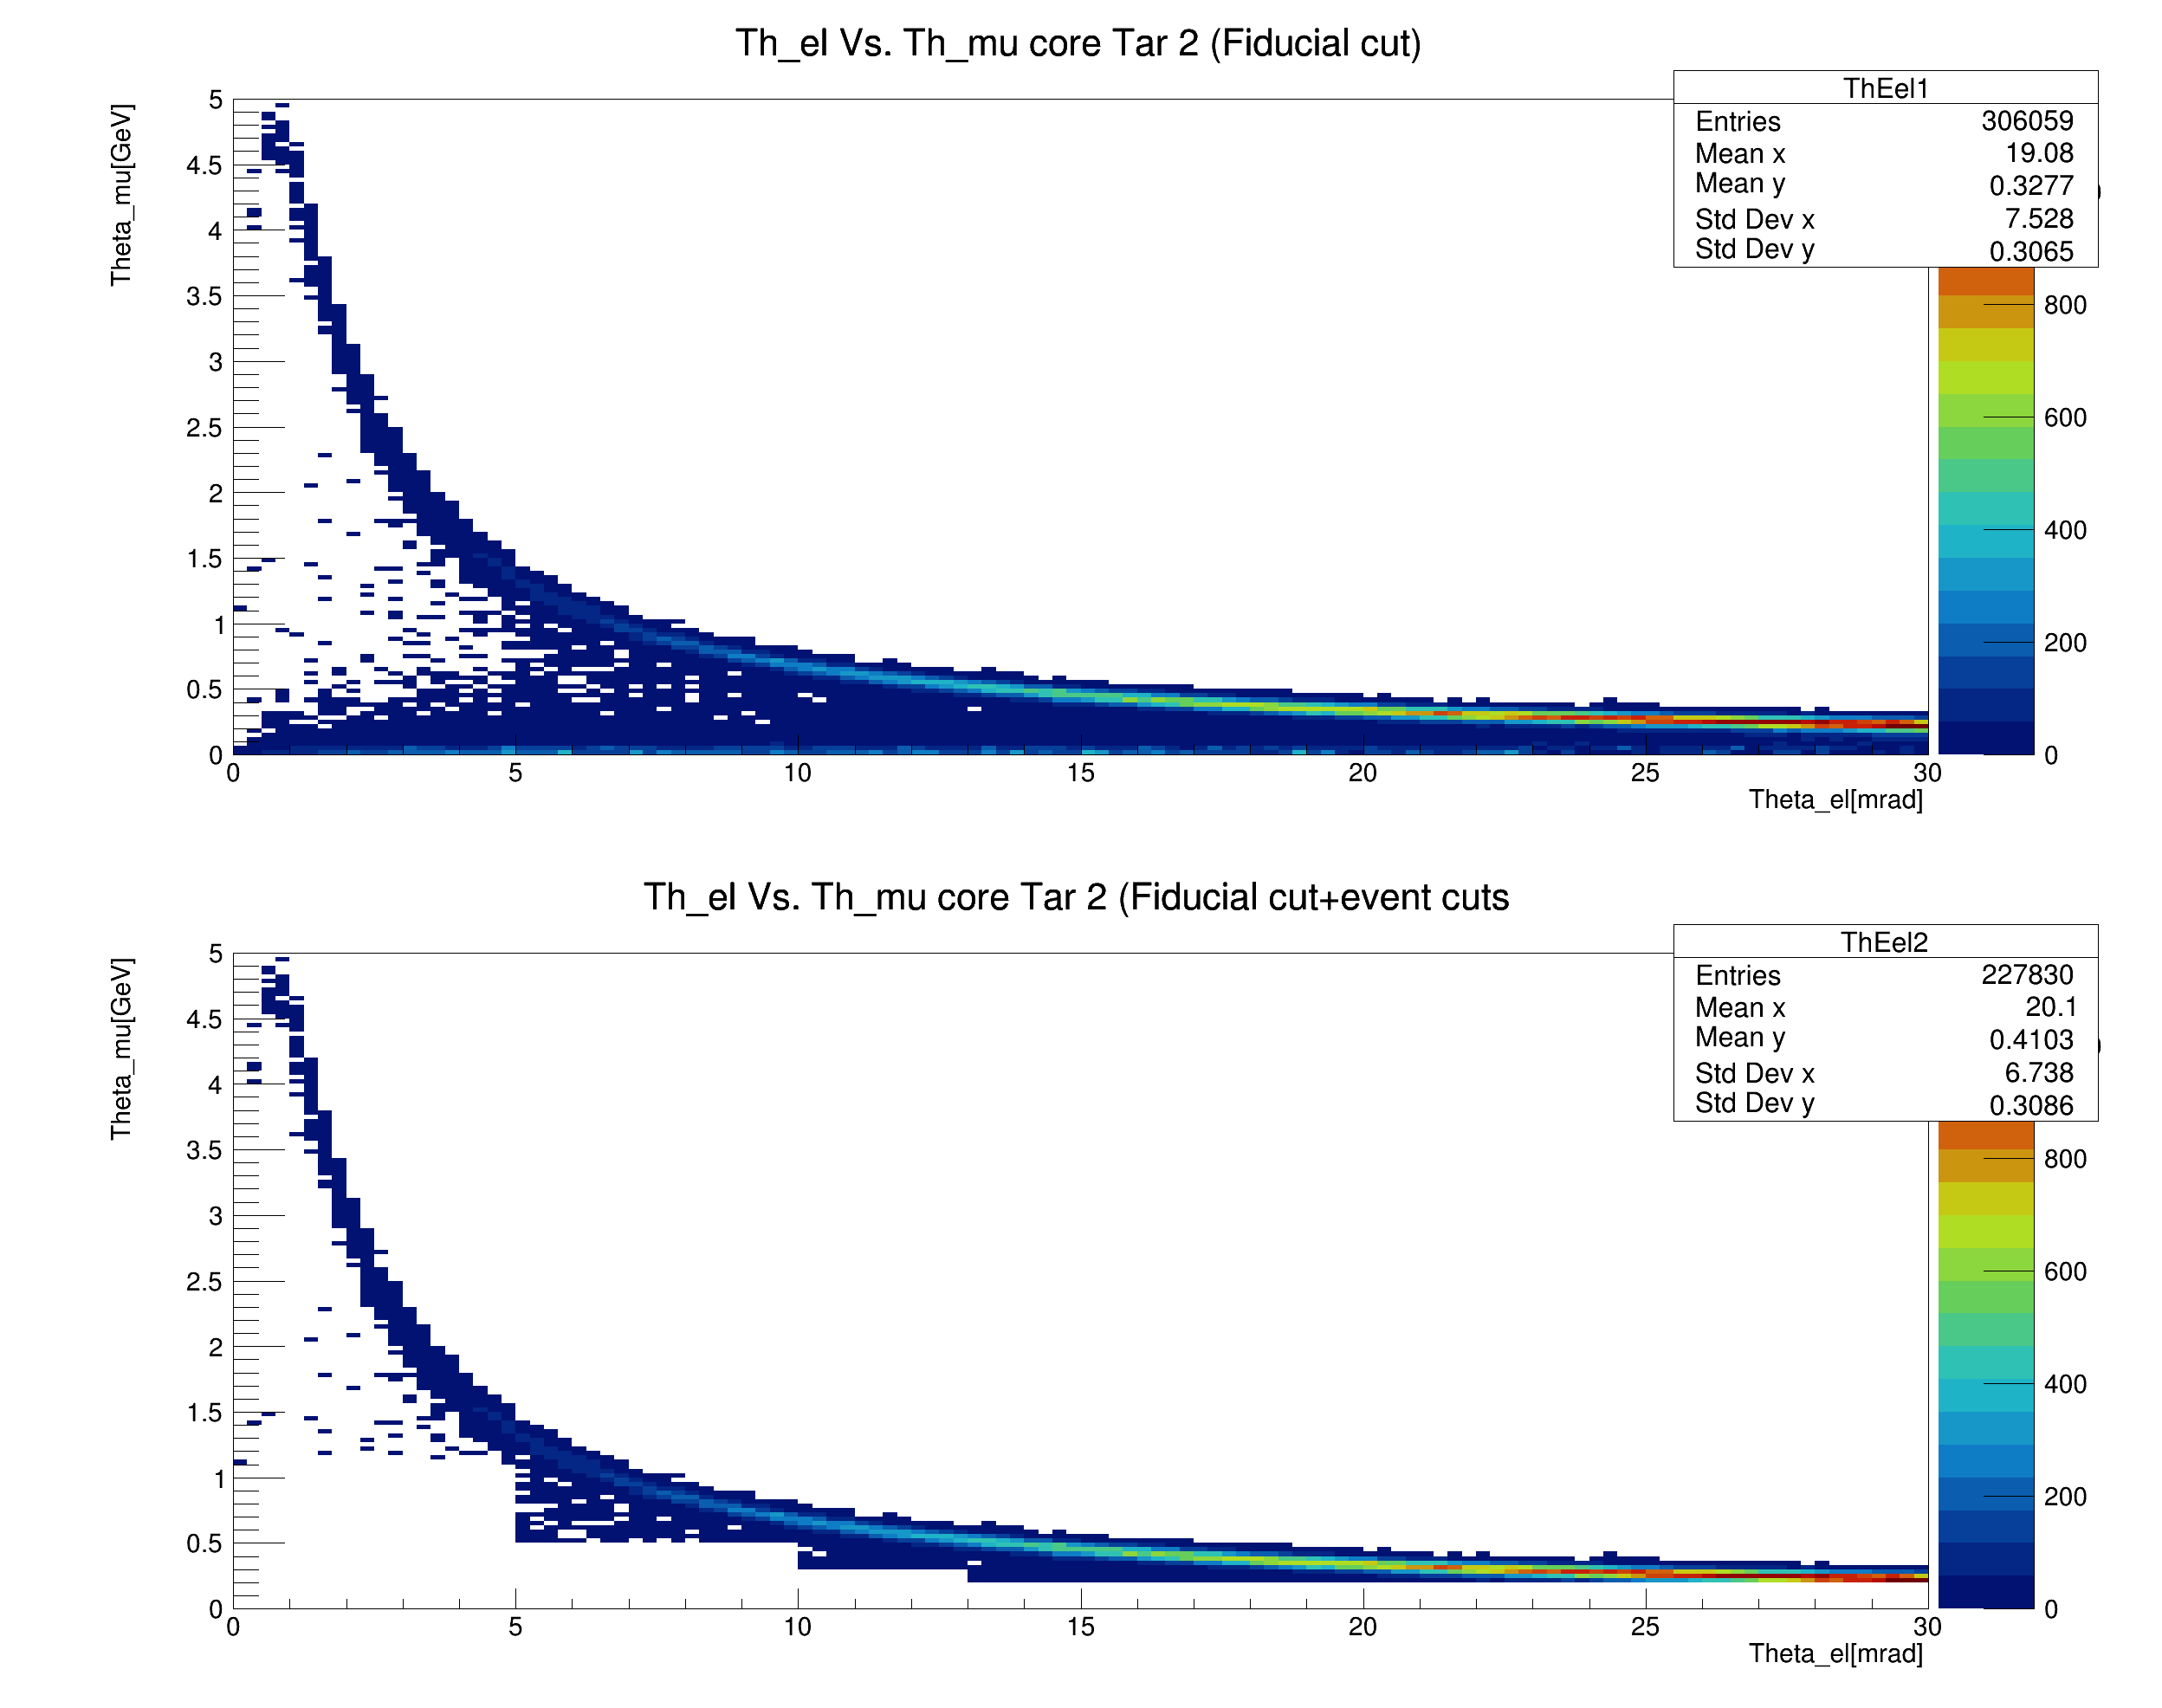 Th_el Vs. Th_mu core Tar 2 (Fiducial cut)
Theta_mu[GeV]
ThEel1
Entries 306059
Mean x 19.08
Mean y 0.3277
Std Dev x 7.528
Std Dev y 0.3065
5
4.5
4
3.5
3
2.5
2
1.5
1
0.5
0
0 5 10 15 20 25 30
Theta_el[mrad]
800
600
400
200
0
Th_el Vs. Th_mu core Tar 2 (Fiducial cut+event cuts
Theta_mu[GeV]
ThEel2
Entries 227830
Mean x 20.1
Mean y 0.4103
Std Dev x 6.738
Std Dev y 0.3086
5
4.5
4
3.5
3
2.5
2
1.5
1
0.5
0
0 5 10 15 20 25 30
Theta_el[mrad]
800
600
400
200
0